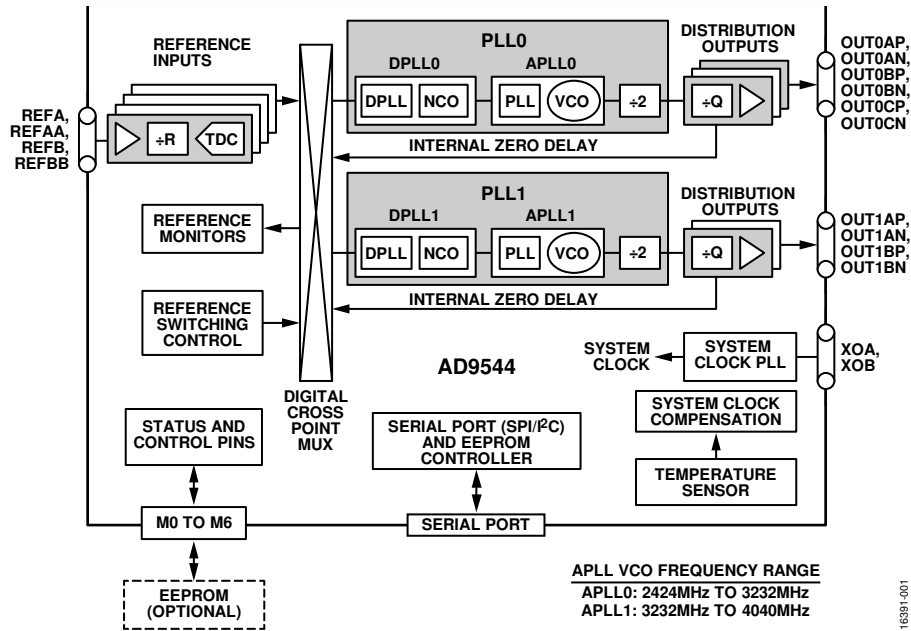 REFERENCE
INPUTS
REFA,
REFAA,
REFB,
REFBB
÷R
TDC
PLL0
DPLL0
APLL0
DPLL
NCO
PLL
VCO
÷2
DISTRIBUTION
OUTPUTS
÷Q
OUT0AP,
OUT0AN,
OUT0BP,
OUT0BN,
OUT0CP,
OUT0CN
INTERNAL ZERO DELAY
PLL1
DPLL1
APLL1
DPLL
NCO
PLL
VCO
÷2
DISTRIBUTION
OUTPUTS
÷Q
OUT1AP,
OUT1AN,
OUT1BP,
OUT1BN
INTERNAL ZERO DELAY
REFERENCE
MONITORS
REFERENCE
SWITCHING
CONTROL
DIGITAL
CROSS
POINT
MUX
AD9544
SYSTEM
CLOCK
SYSTEM
CLOCK PLL
XOA,
XOB
SYSTEM CLOCK
COMPENSATION
TEMPERATURE
SENSOR
STATUS AND
CONTROL PINS
SERIAL PORT (SPI/I²C)
AND EEPROM
CONTROLLER
M0 TO M6
SERIAL PORT
EEPROM
(OPTIONAL)
APLL VCO FREQUENCY RANGE
APLL0: 2424MHz TO 3232MHz
APLL1: 3232MHz TO 4040MHz
16391-001